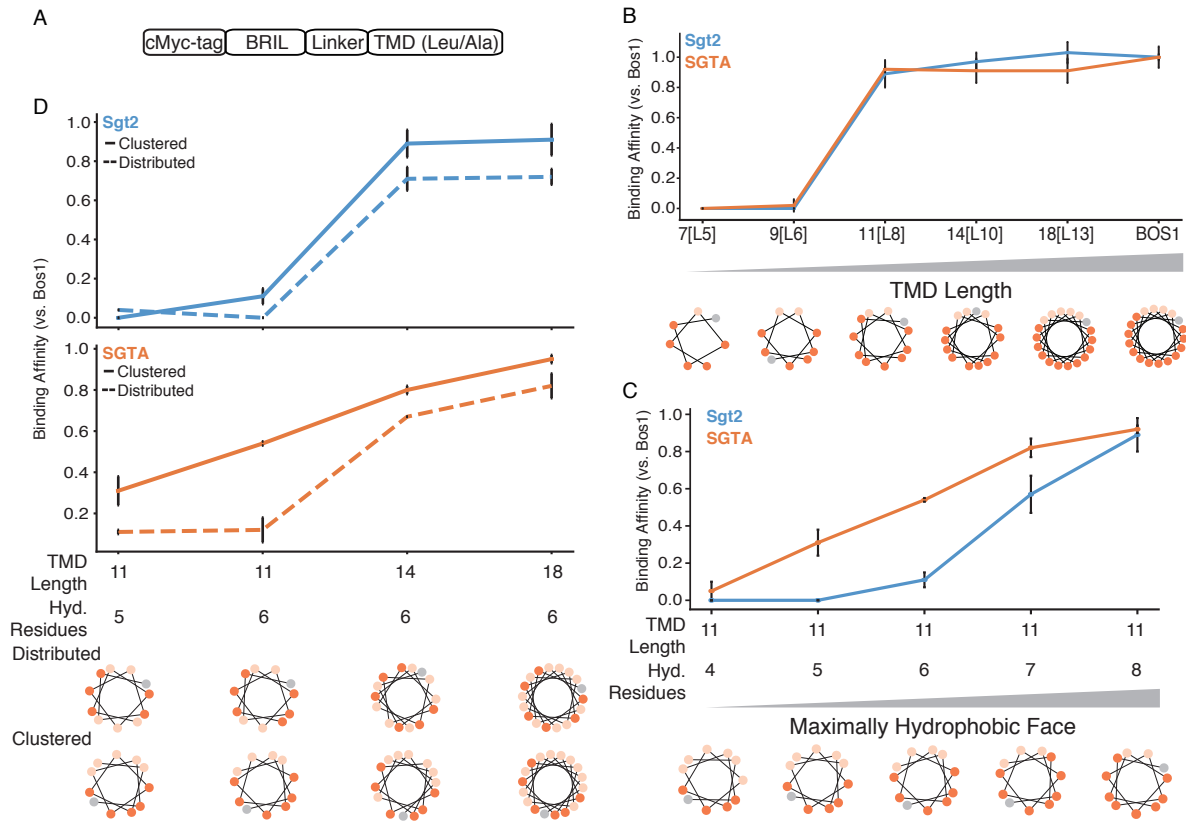 A
cMyc-tag BRIL Linker TMD (Leu/Ala)
B
Sgt2
SGTA
Binding Affinity (vs. Bos1)
1.0
0.8
0.6
0.4
0.2
0.0
7[L5] 9[L6] 11[L8] 14[L10] 18[L13] BOS1
TMD Length
D
Sgt2
Clustered
Distributed
1.0
0.8
0.6
0.4
0.2
0.0
Binding Affinity (vs. Bos1)
SGTA
Clustered
Distributed
1.0
0.8
0.6
0.4
0.2
TMD Length 11 11 14 18
Hyd. Residues 5 6 6 6
Distributed
Clustered
C
Sgt2
SGTA
Binding Affinity (vs. Bos1)
1.0
0.8
0.6
0.4
0.2
0.0
TMD Length 11 11 11 11 11
Hyd. Residues 4 5 6 7 8
Maximally Hydrophobic Face